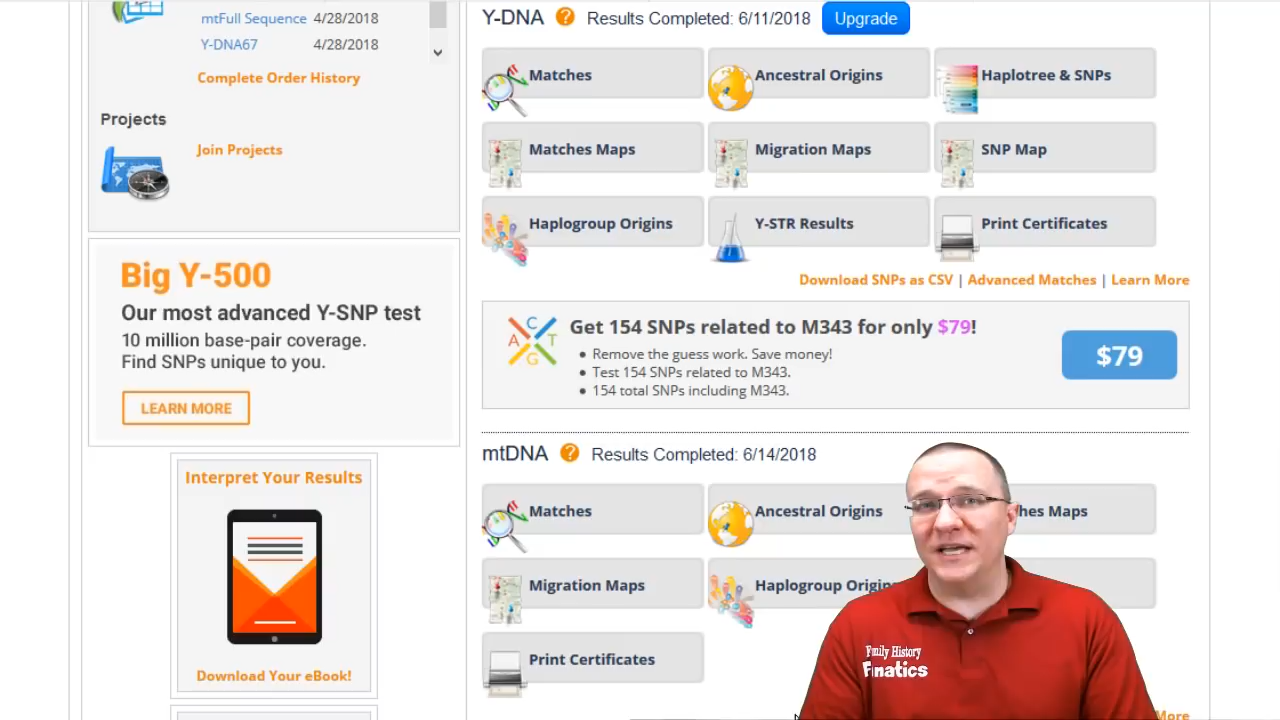 mtFull Sequence 4/28/2018
Y-DNA67 4/28/2018
Complete Order History
Projects
Join Projects
Big Y-500
Our most advanced Y-SNP test
10 million base-pair coverage.
Find SNPs unique to you.
LEARN MORE
Interpret Your Results
Download Your eBook!
Y-DNA ? Results Completed: 6/11/2018 Upgrade
Matches
Ancestral Origins
Haplotree & SNPs
Matches Maps
Migration Maps
SNP Map
Haplogroup Origins
Y-STR Results
Print Certificates
Download SNPs as CSV | Advanced Matches | Learn More
A C T G
Get 154 SNPs related to M343 for only $79!
• Remove the guess work. Save money!
• Test 154 SNPs related to M343.
• 154 total SNPs including M343.
$79
mtDNA ? Results Completed: 6/14/2018
Matches
Ancestral Origins
hes Maps
Migration Maps
Haplogroup Origins
Print Certificates
More
Family History
Fanatics